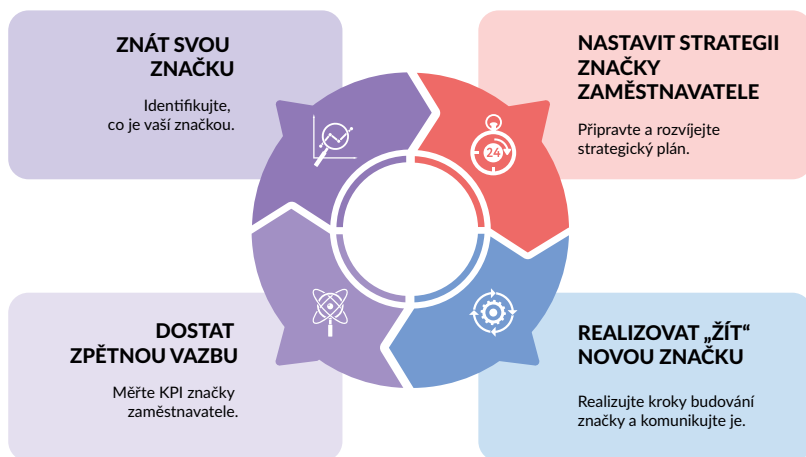 ZNÁT SVOU
ZNAČKU
Identifikujte,
co je vaší značkou.
NASTAVIT STRATEGII
ZNAČKY
ZAMĚSTNAVATELE
Připravte a rozvíjejte
strategický plán.
24
DOSTAT
ZPĚTNOU VAZBU
Měřte KPI značky
zaměstnavatele.
REALIZOVAT „ŽÍT“
NOVOU ZNAČKU
Realizujte kroky budování
značky a komunikujte je.